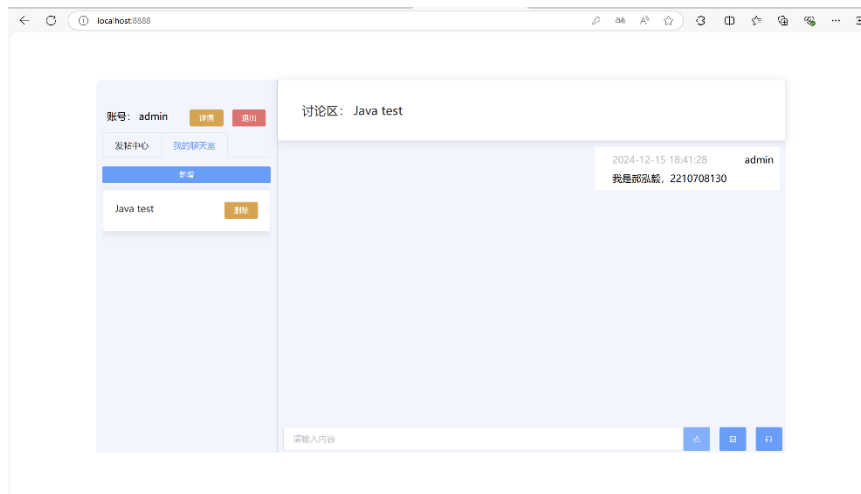 localhost:8888
账号: admin
详情
退出
讨论区: Java test
发帖中心
我的聊天室
新增
Java test
删除
2024-12-15 18:41:28 admin
我是郝泓毅, 2210708130
请输入内容